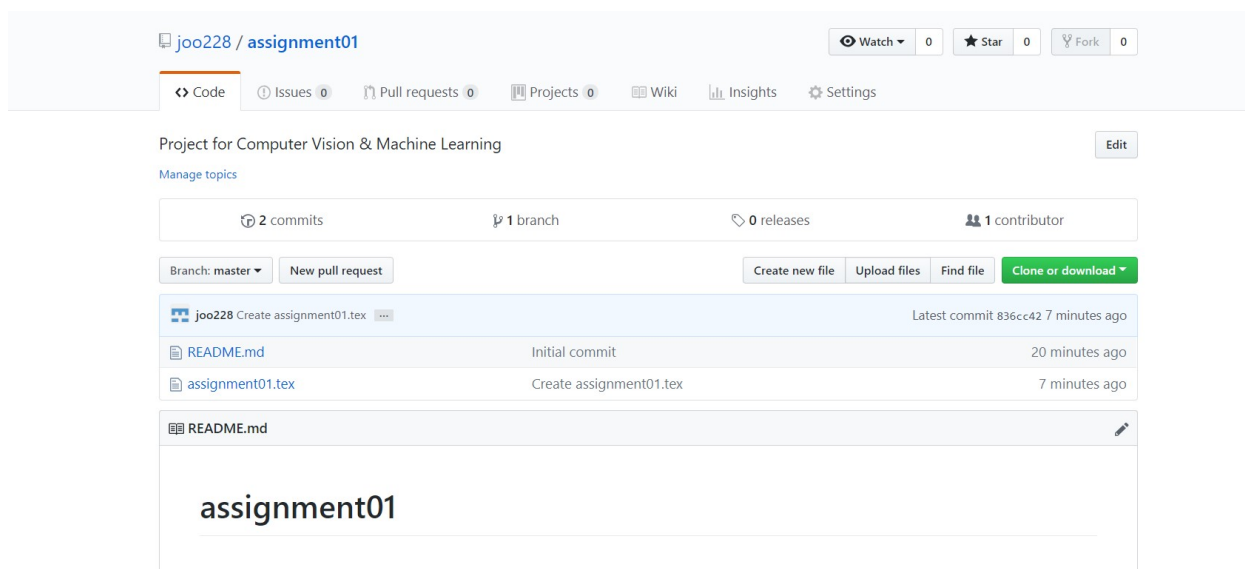 joo228 / assignment01
Watch 0 Star 0 Fork 0
Code Issues 0 Pull requests 0 Projects 0 Wiki Insights Settings
Project for Computer Vision & Machine Learning
Edit
Manage topics
2 commits 1 branch 0 releases 1 contributor
Branch: master New pull request Create new file Upload files Find file Clone or download
joo228 Create assignment01.tex ... Latest commit 836cc42 7 minutes ago
README.md Initial commit 20 minutes ago
assignment01.tex Create assignment01.tex 7 minutes ago
README.md
assignment01